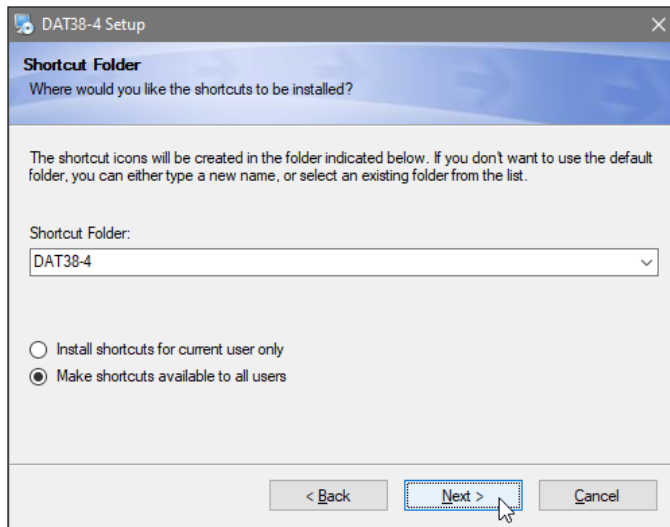 DAT38-4 Setup
Shortcut Folder
Where would you like the shortcuts to be installed?
The shortcut icons will be created in the folder indicated below. If you don't want to use the default
folder, you can either type a new name, or select an existing folder from the list.
Shortcut Folder:
DAT38-4
Install shortcuts for current user only
Make shortcuts available to all users
< Back Next > Cancel